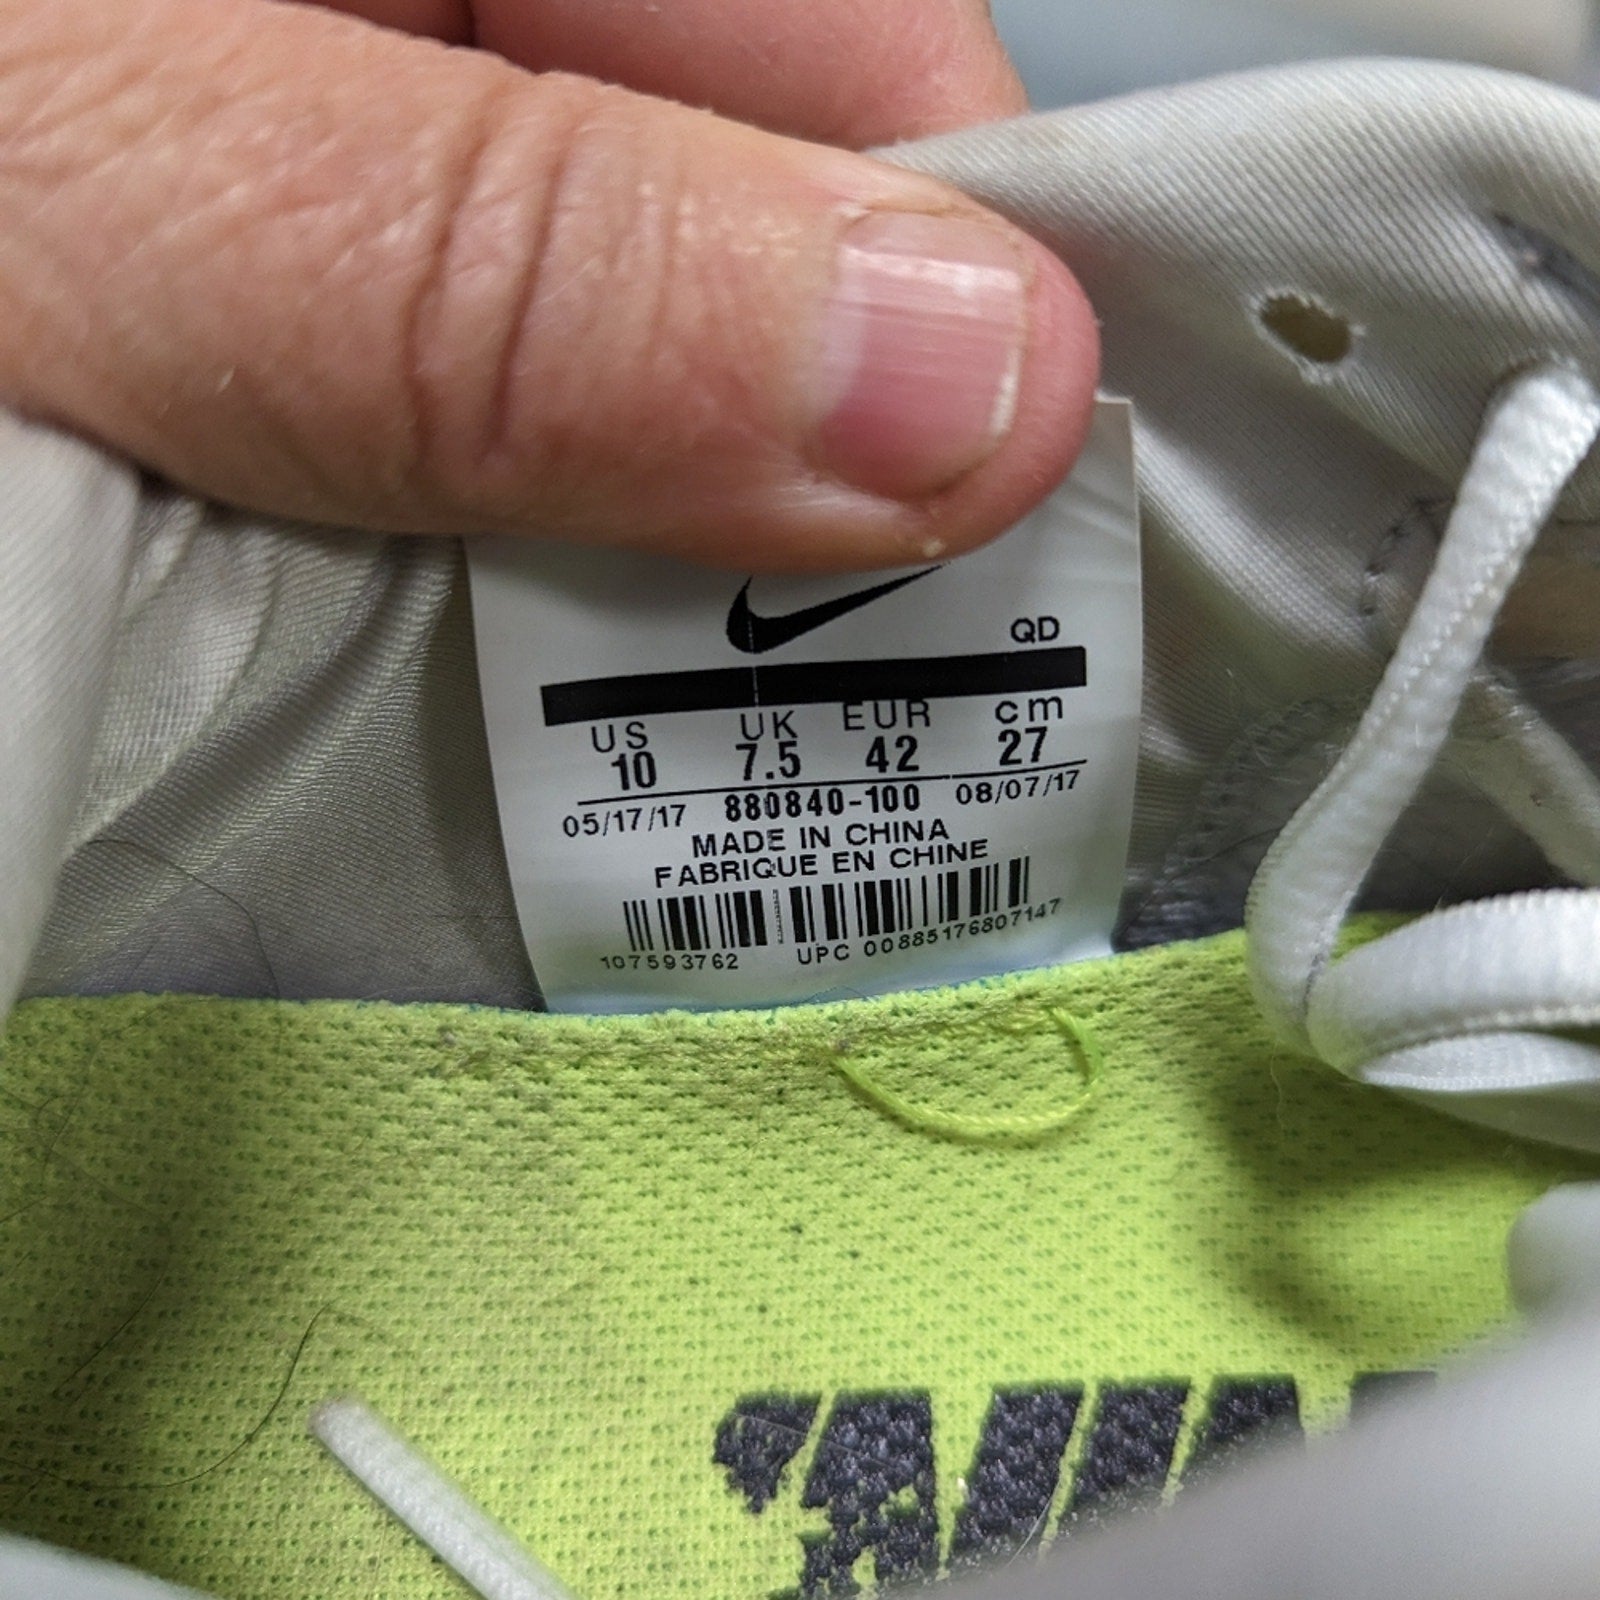 QD
US UK EUR cm
10 7.5 42 27
05/17/17 880840-100 08/07/17
MADE IN CHINA
FABRIQUE EN CHINE
107593762 UPC 00885176807147